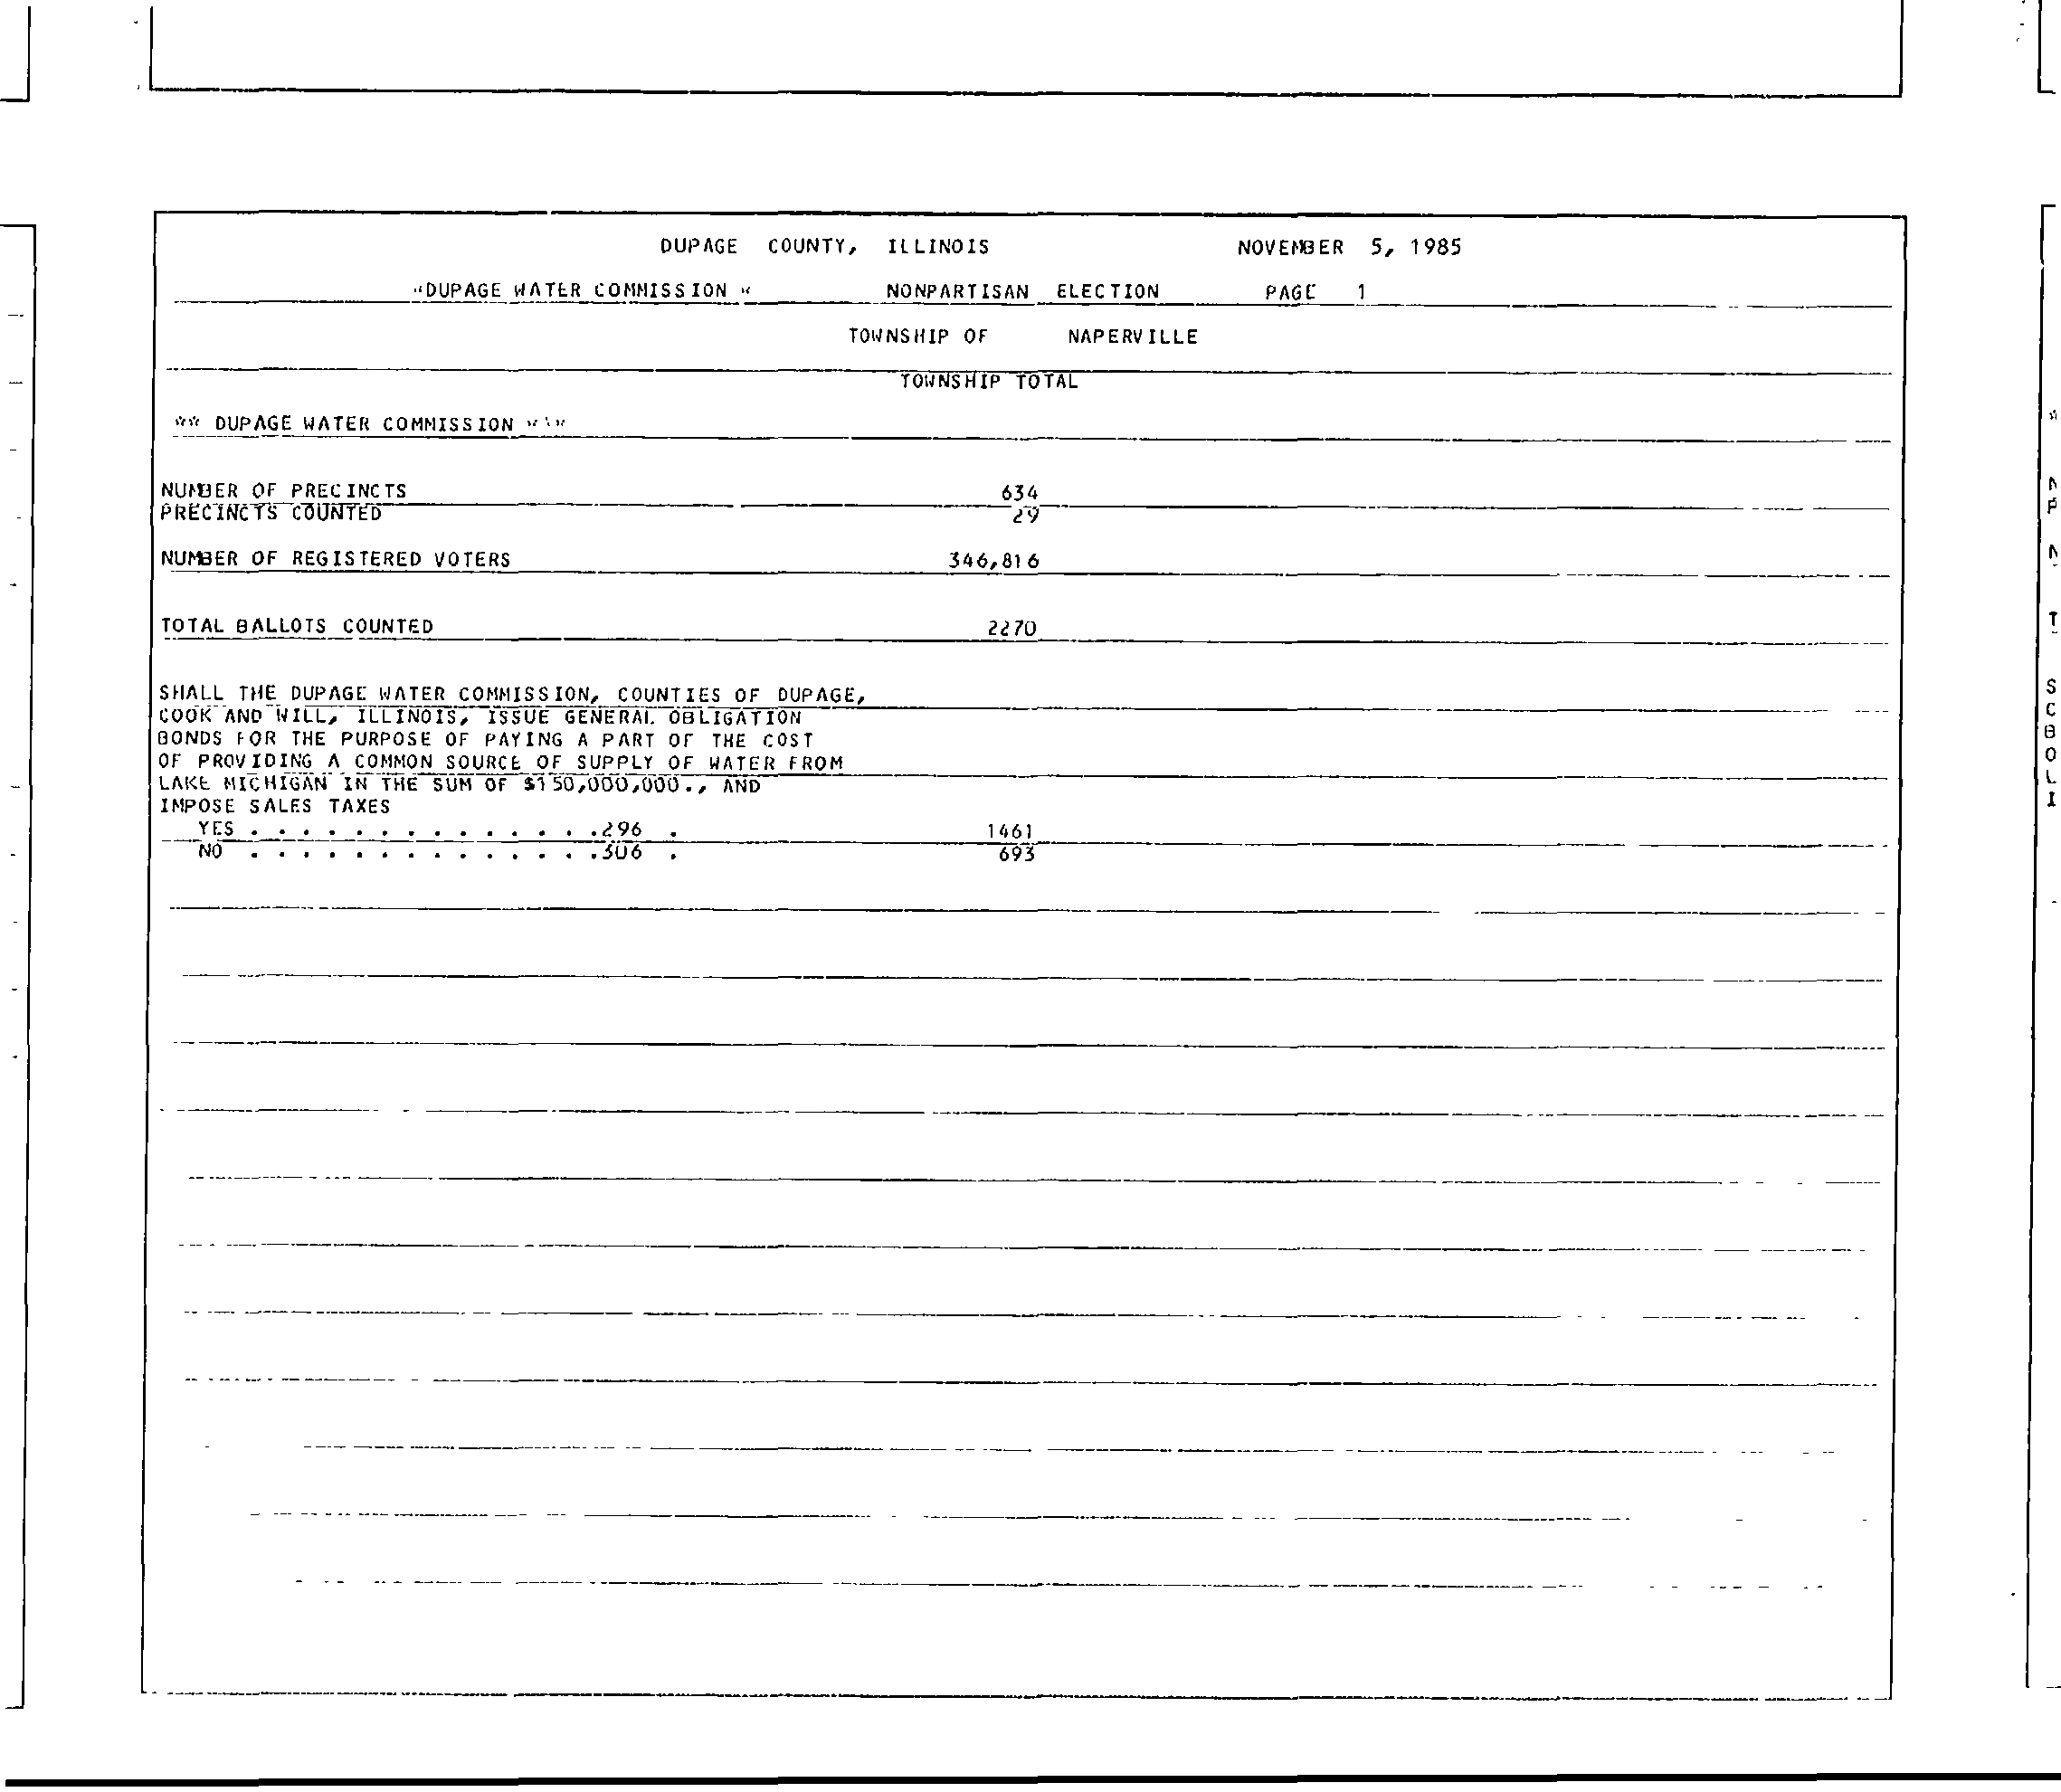 DUPAGE COUNTY, ILLINOIS NOVEMBER 5, 1985
"DUPAGE WATER COMMISSION " NONPARTISAN ELECTION PAGE 1
TOWNSHIP OF NAPERVILLE
TOWNSHIP TOTAL
** DUPAGE WATER COMMISSION **
NUMBER OF PRECINCTS 634
PRECINCTS COUNTED 29
NUMBER OF REGISTERED VOTERS 346,816
TOTAL BALLOTS COUNTED 2270
SHALL THE DUPAGE WATER COMMISSION, COUNTIES OF DUPAGE,
COOK AND WILL, ILLINOIS, ISSUE GENERAL OBLIGATION
BONDS FOR THE PURPOSE OF PAYING A PART OF THE COST
OF PROVIDING A COMMON SOURCE OF SUPPLY OF WATER FROM
LAKE MICHIGAN IN THE SUM OF $150,000,000., AND
IMPOSE SALES TAXES
YES . . . . . . . . . . . . . .296 . 1461
NO . . . . . . . . . . . . . .306 . 693